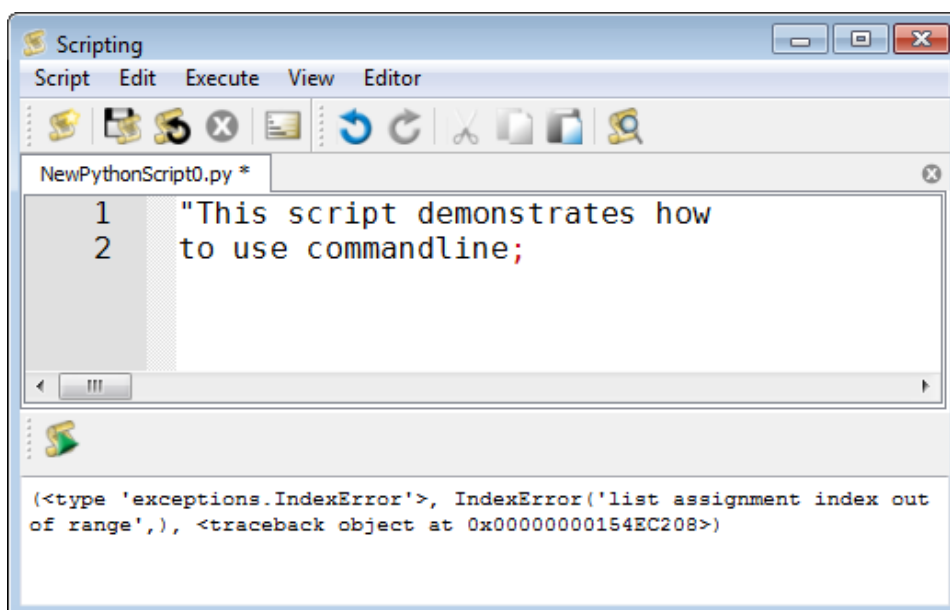 Scripting
Script Edit Execute View Editor
NewPythonScript0.py *
1 "This script demonstrates how
2 to use commandline;
(<type 'exceptions.IndexError'>, IndexError('list assignment index out
of range',), <traceback object at 0x00000000154EC208>)